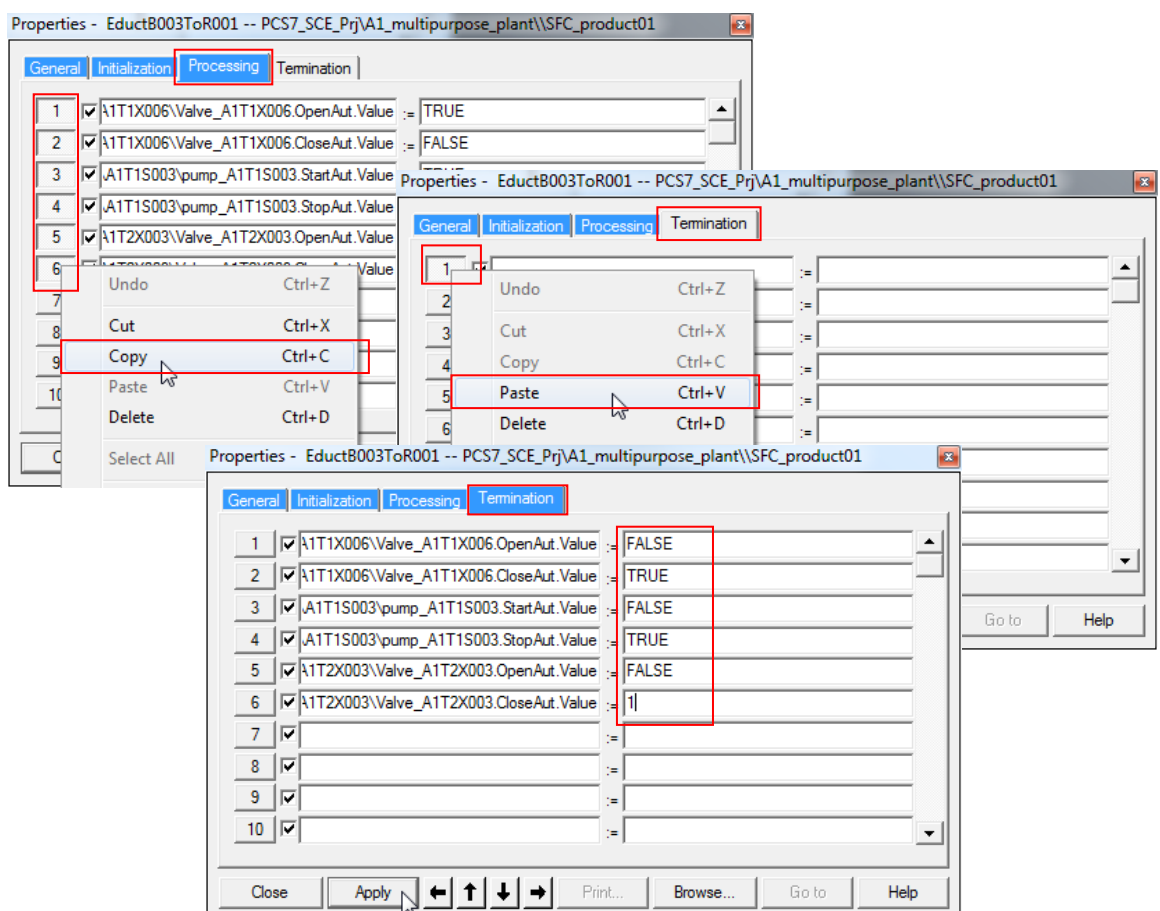 Properties - EductB003ToR001 -- PCS7_SCE_Prj\A1_multipurpose_plant\\SFC_product01
General Initialization Processing Termination
1 A1T1X006\Valve_A1T1X006.OpenAut.Value := TRUE
2 A1T1X006\Valve_A1T1X006.CloseAut.Value := FALSE
3 .A1T1S003\pump_A1T1S003.StartAut.Value
4 .A1T1S003\pump_A1T1S003.StopAut.Value
5 A1T2X003\Valve_A1T2X003.OpenAut.Value
6 Value
7
8
9
10
Undo Ctrl+Z
Cut Ctrl+X
Copy Ctrl+C
Paste Ctrl+V
Delete Ctrl+D
Select All
Properties - EductB003ToR001 -- PCS7_SCE_Prj\A1_multipurpose_plant\\SFC_product01
General Initialization Processing Termination
1 :=
2 :=
3 :=
4 :=
5 :=
6 :=
Undo Ctrl+Z
Cut Ctrl+X
Copy Ctrl+C
Paste Ctrl+V
Delete Ctrl+D
Go to Help
Properties - EductB003ToR001 -- PCS7_SCE_Prj\A1_multipurpose_plant\\SFC_product01
General Initialization Processing Termination
1 A1T1X006\Valve_A1T1X006.OpenAut.Value := FALSE
2 A1T1X006\Valve_A1T1X006.CloseAut.Value := TRUE
3 .A1T1S003\pump_A1T1S003.StartAut.Value := FALSE
4 .A1T1S003\pump_A1T1S003.StopAut.Value := TRUE
5 A1T2X003\Valve_A1T2X003.OpenAut.Value := FALSE
6 A1T2X003\Valve_A1T2X003.CloseAut.Value := 1
7 :=
8 :=
9 :=
10 :=
Close Apply Print... Browse... Go to Help